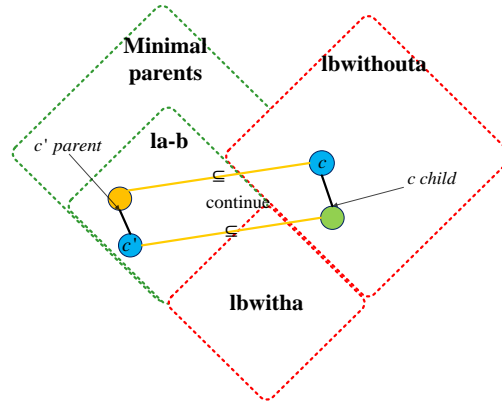 Minimal
parents
lbwithouta
la-b
c' parent
c
⊆
c child
continue
⊆
c'
lbwitha